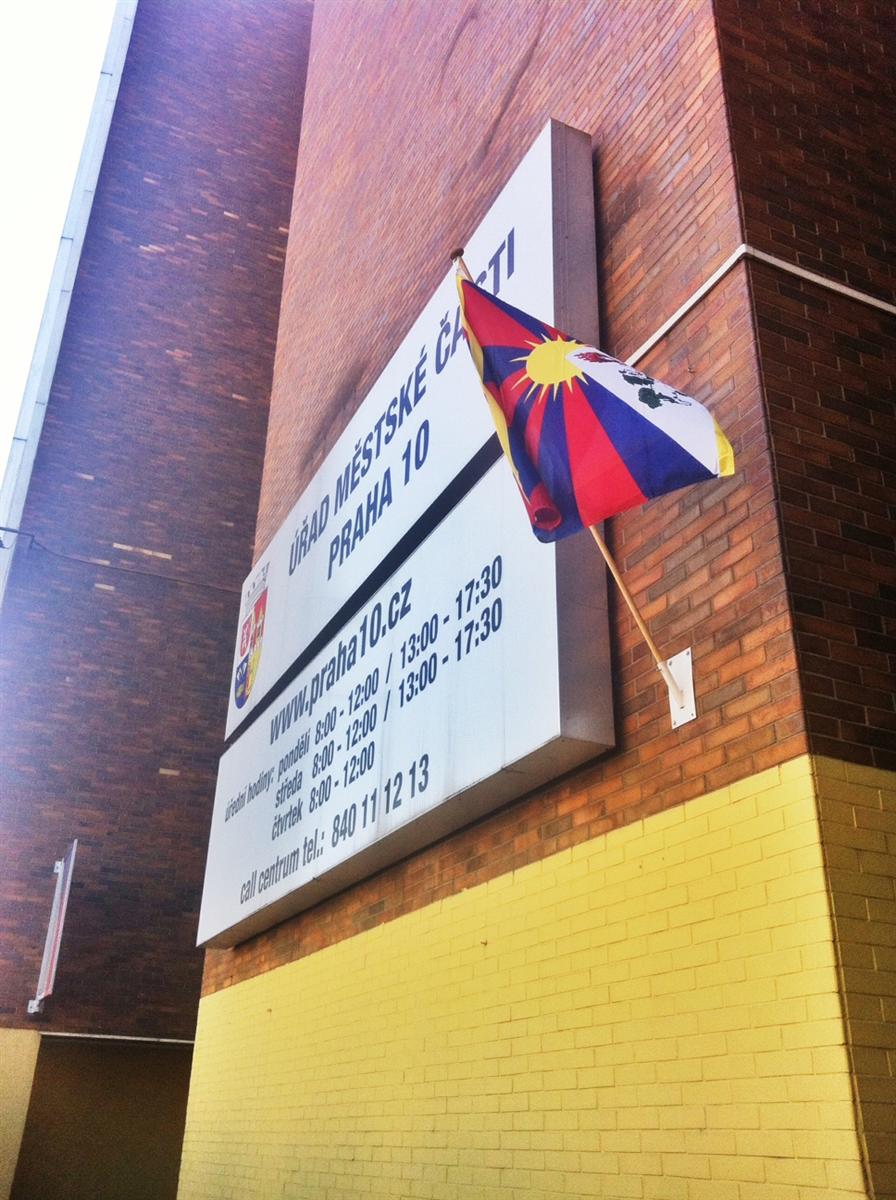 ÚŘAD MĚSTSKÉ ČÁSTI
PRAHA 10
www.praha10.cz
úřední hodiny: pondělí 8:00 - 12:00 / 13:00 - 17:30
středa 8:00 - 12:00 / 13:00 - 17:30
čtvrtek 8:00 - 12:00
call centrum tel.: 840 11 12 13